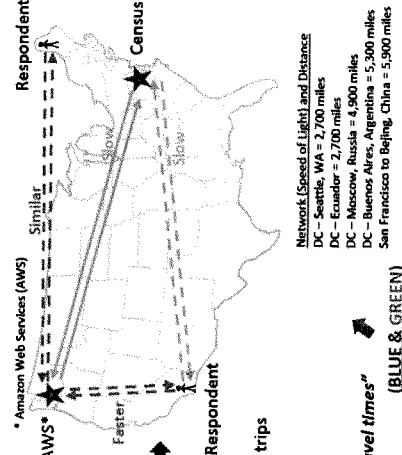 * Amazon Web Services (AWS)
Respondent
Similar
AWS*
Slow
Census
Faster
Slow
Respondent
trips
Network (Speed of Light) and Distance
DC – Seattle, WA = 2,700 miles
DC – Ecuador = 2,700 miles
DC – Moscow, Russia = 4,900 miles
DC – Buenos Aires, Argentina = 5,300 miles
San Francisco to Bejing, China = 5,900 miles
vel times"
(BLUE & GREEN)